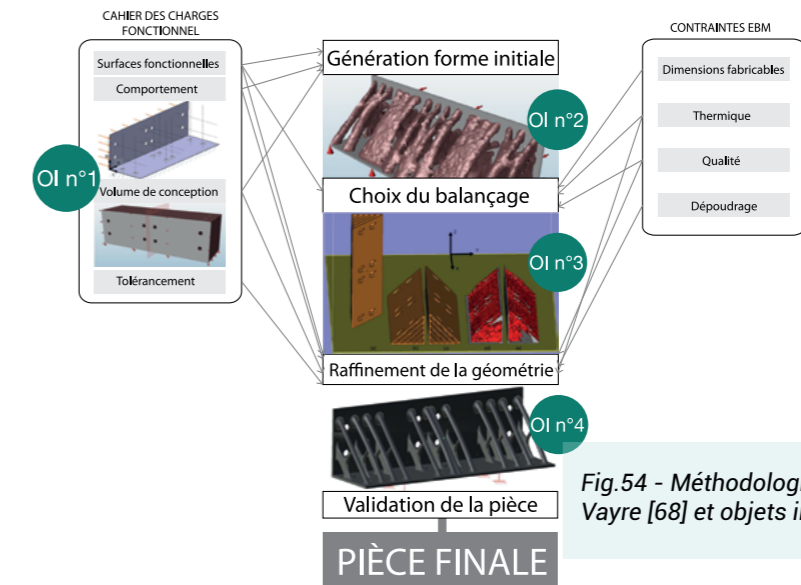 CAHIER DES CHARGES
FONCTIONNEL
Surfaces fonctionnelles
Comportement
OI n°1
Volume de conception
Tolérancement
Génération forme initiale
OI n°2
Choix du balançage
OI n°3
Raffinement de la géométrie
OI n°4
Validation de la pièce
PIÈCE FINALE
CONTRAINTES EBM
Dimensions fabricables
Thermique
Qualité
Dépoudrage
Fig.54 - Méthodolog
Vayre [68] et objets i